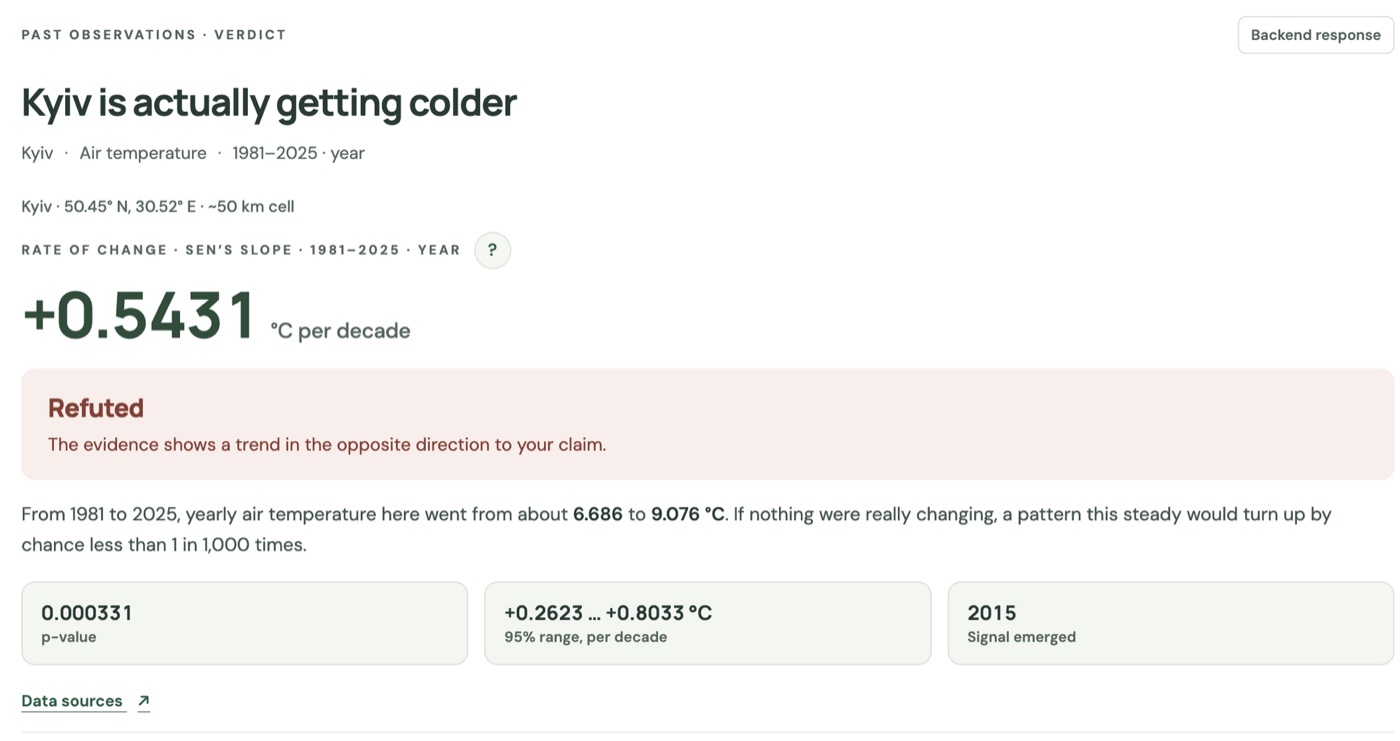 PAST OBSERVATIONS · VERDICT
Backend response
Kyiv is actually getting colder
Kyiv · Air temperature · 1981–2025 · year
Kyiv · 50.45° N, 30.52° E · ~50 km cell
RATE OF CHANGE · SEN’S SLOPE · 1981–2025 · YEAR ?
+0.5431 °C per decade
Refuted
The evidence shows a trend in the opposite direction to your claim.
From 1981 to 2025, yearly air temperature here went from about 6.686 to 9.076 °C. If nothing were really changing, a pattern this steady would turn up by
chance less than 1 in 1,000 times.
0.000331
p-value
+0.2623 … +0.8033 °C
95% range, per decade
2015
Signal emerged
Data sources ↗